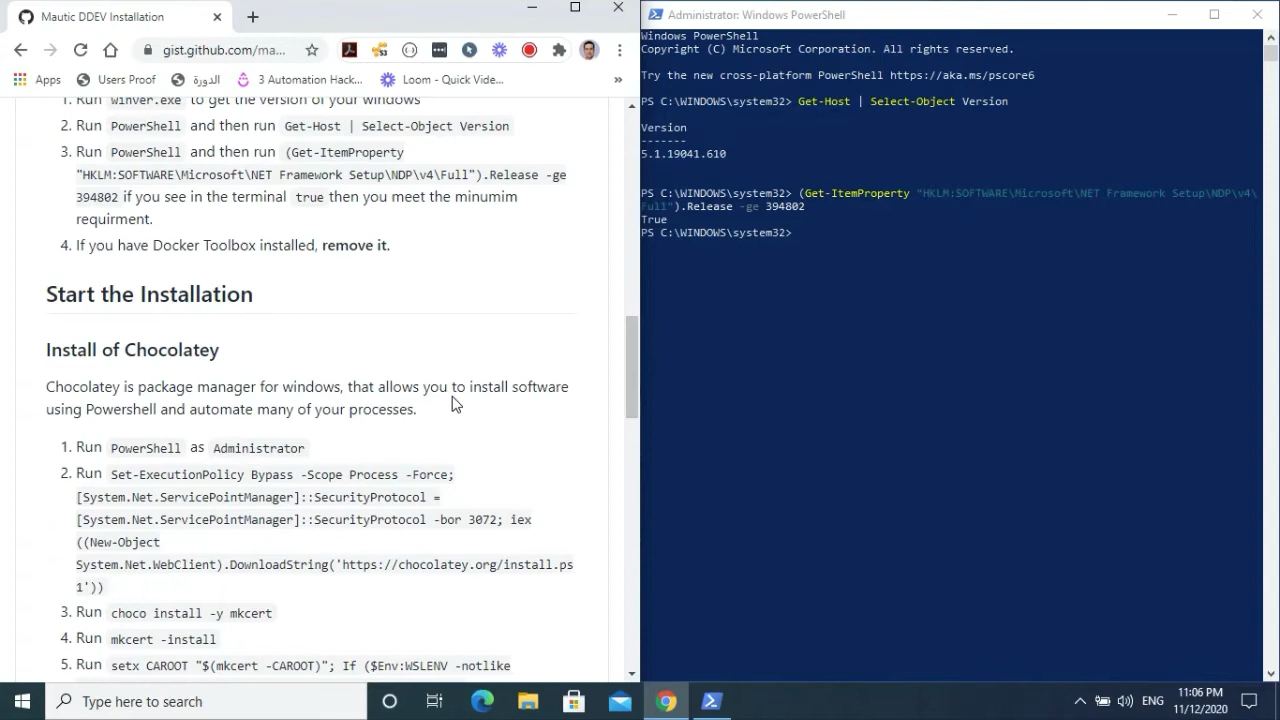 Mautic DDEV Installation
gist.github.com/ma...
Apps
Users Proof
الدورة
3 Automation Hack...
Loom - Quick Vide...
»
1. Run winver.exe to get the version of your windows
2. Run PowerShell and then run Get-Host | Select-Object Version
3. Run PowerShell and then run (Get-ItemProperty
"HKLM:SOFTWARE\Microsoft\NET Framework Setup\NDP\v4\Full").Release -ge
394802 if you see in the terminal true then you meet the minumim
requirment.
4. If you have Docker Toolbox installed, remove it.
Start the Installation
Install of Chocolatey
Chocolatey is package manager for windows, that allows you to install software
using Powershell and automate many of your processes.
1. Run PowerShell as Administrator
2. Run Set-ExecutionPolicy Bypass -Scope Process -Force;
[System.Net.ServicePointManager]::SecurityProtocol =
[System.Net.ServicePointManager]::SecurityProtocol -bor 3072; iex
((New-Object
System.Net.WebClient).DownloadString('https://chocolatey.org/install.ps
1'))
3. Run choco install -y mkcert
4. Run mkcert -install
5. Run setx CAROOT "$(mkcert -CAROOT)"; If ($Env:WSLENV -notlike
Administrator: Windows PowerShell
Windows PowerShell
Copyright (C) Microsoft Corporation. All rights reserved.
Try the new cross-platform PowerShell https://aka.ms/pscore6
PS C:\WINDOWS\system32> Get-Host | Select-Object Version
Version
-------
5.1.19041.610
PS C:\WINDOWS\system32> (Get-ItemProperty "HKLM:SOFTWARE\Microsoft\NET Framework Setup\NDP\v4\
Full").Release -ge 394802
True
PS C:\WINDOWS\system32>
Type here to search
ENG
11:06 PM
11/12/2020